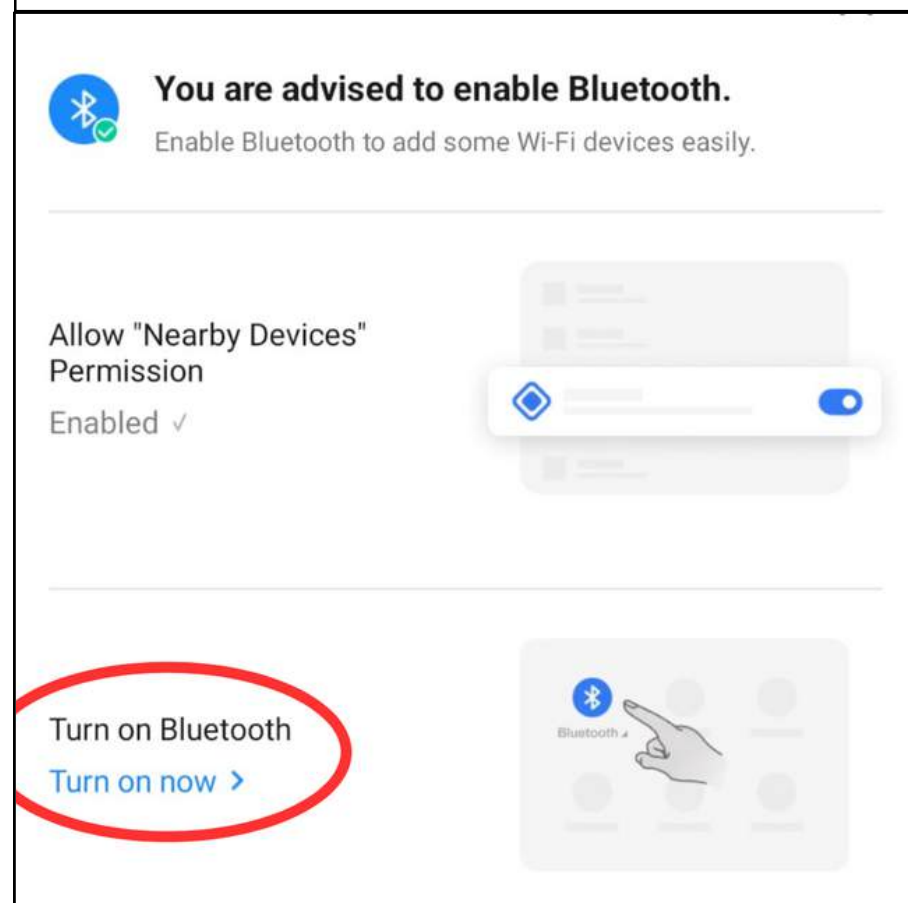 You are advised to enable Bluetooth.
Enable Bluetooth to add some Wi-Fi devices easily.
Allow "Nearby Devices"
Permission
Enabled ✓
Turn on Bluetooth
Bluetooth
Turn on now >